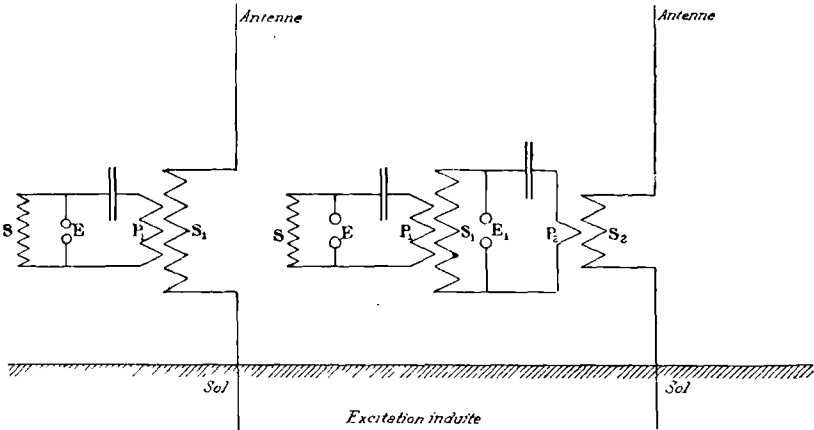 Antenne
Antenne
S E P₁ S₁
S E P₁ S₁ E₁ P₂ S₂
Sol
Sol
Excitation induite